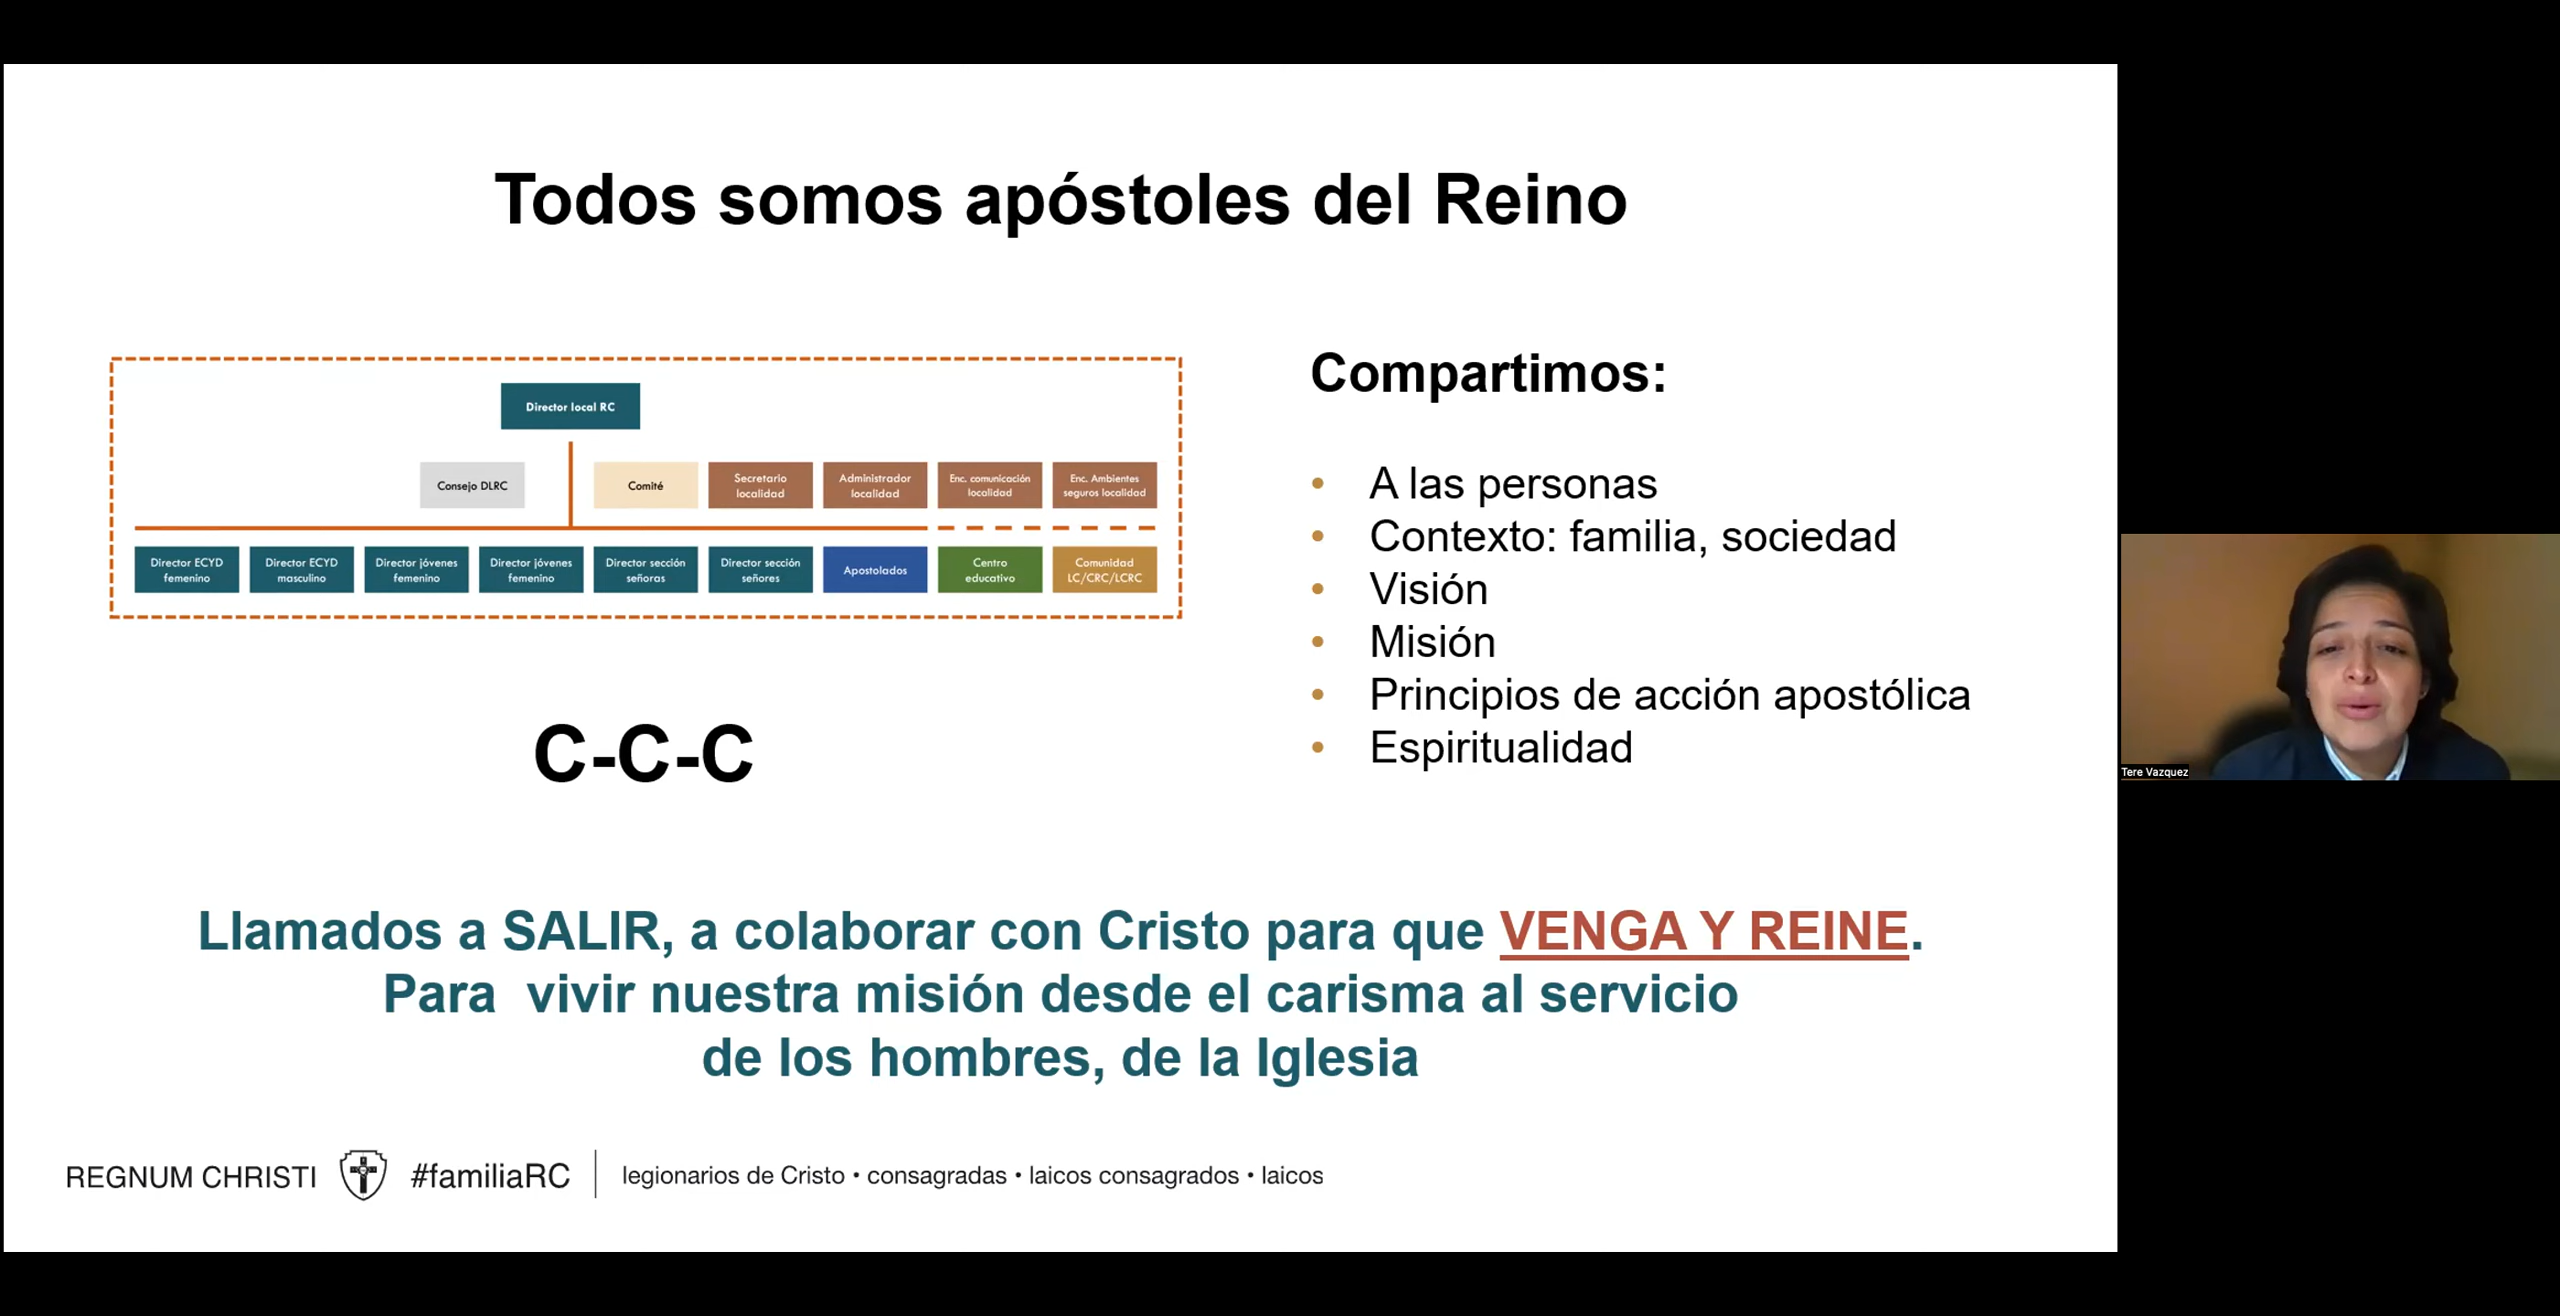 Todos somos apóstoles del Reino
Director local RC
Consejo DLRC
Comité
Secretario
localidad
Administrador
localidad
Enc. comunicación
localidad
Enc. Ambientes
seguros localidad
Director ECYD
femenino
Director ECYD
masculino
Director jóvenes
femenino
Director jóvenes
femenino
Director sección
señoras
Director sección
señores
Apostolados
Centro
educativo
Comunidad
LC/CRC/LCRC
C-C-C
Compartimos:
• A las personas
• Contexto: familia, sociedad
• Visión
• Misión
• Principios de acción apostólica
• Espiritualidad
Tere Vazquez
Llamados a SALIR, a colaborar con Cristo para que VENGA Y REINE.
Para  vivir nuestra misión desde el carisma al servicio
de los hombres, de la Iglesia
REGNUM CHRISTI #familiaRC legionarios de Cristo • consagradas • laicos consagrados • laicos